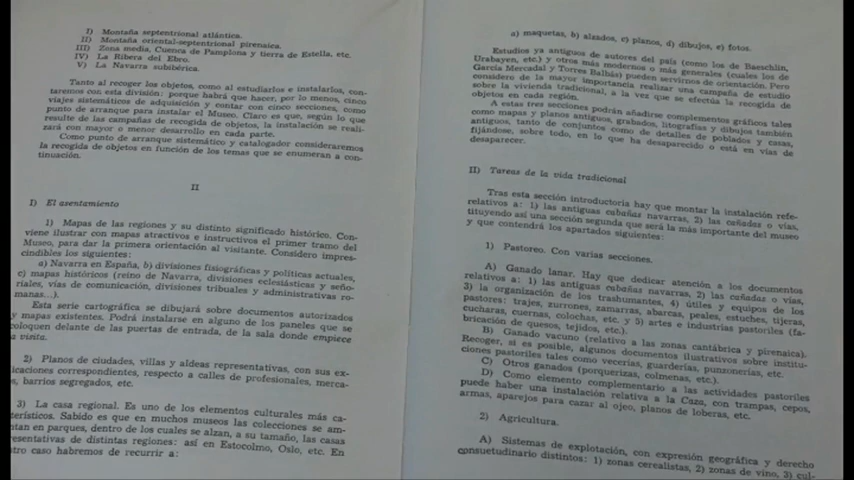 I) Montaña septentrional atlántica.
II) Montaña oriental-septentrional pirenaica.
III) Zona media, Cuenca de Pamplona y tierra de Estella, etc.
IV) La Ribera del Ebro.
V) La Navarra subibérica.
Tanto al recoger los objetos, como al estudiarlos e instalarlos, con-
taremos con esta división: porque habrá que hacer, por lo menos, cinco
viajes sistemáticos de adquisición y contar con cinco secciones, como
punto de arranque para instalar el Museo. Claro es que, según lo que
resulte de las campañas de recogida de objetos, la instalación se reali-
zará con mayor o menor desarrollo en cada parte.
Como punto de arranque sistemático y catalogador consideraremos
la recogida de objetos en función de los temas que se enumeran a con-
tinuación.
II
I) El asentamiento
1) Mapas de las regiones y su distinto significado histórico. Con-
viene ilustrar con mapas atractivos e instructivos el primer tramo del
Museo, para dar la primera orientación al visitante. Considero impres-
cindibles los siguientes:
a) Navarra en España, b) divisiones fisiográficas y políticas actuales,
c) mapas históricos (reino de Navarra, divisiones eclesiásticas y seño-
riales, vías de comunicación, divisiones tribuales y administrativas ro-
manas...).
Esta serie cartográfica se dibujará sobre documentos autorizados
y mapas existentes. Podrá instalarse en alguno de los paneles que se
coloquen delante de las puertas de entrada, de la sala donde empiece
a visita.
2) Planos de ciudades, villas y aldeas representativas, con sus ex-
icaciones correspondientes, respecto a calles de profesionales, merca-
s, barrios segregados, etc.
3) La casa regional. Es uno de los elementos culturales más ca-
terísticos. Sabido es que en muchos museos las colecciones se am-
ntan en parques, dentro de los cuales se alzan, a su tamaño, las casas
resentativas de distintas regiones: así en Estocolmo, Oslo, etc. En
tro caso habremos de recurrir a:
a) maquetas, b) alzados, c) planos, d) dibujos, e) fotos.
Estudios ya antiguos de autores del país (como los de Baeschlin,
Urabayen, etc.) y otros más modernos o más generales (cuales los de
García Mercadal y Torres Balbás) pueden servirnos de orientación. Pero
considero de la mayor importancia realizar una campaña de estudio
sobre la vivienda tradicional, a la vez que se efectúa la recogida de
objetos en cada región.
A estas tres secciones podrán añadirse complementos gráficos tales
como mapas y planos antiguos, grabados, litografías y dibujos también
antiguos, tanto de conjuntos como de detalles de poblados y casas,
fijándose, sobre todo, en lo que ha desaparecido o está en vías de
desaparecer.
II) Tareas de la vida tradicional
Tras esta sección introductoria hay que montar la instalación refe-
relativos a: 1) las antiguas cabañas navarras, 2) las cañadas o vías,
tituyendo así una sección segunda que será la más importante del museo
y que contendrá los apartados siguientes:
1) Pastoreo. Con varias secciones.
A) Ganado lanar. Hay que dedicar atención a los documentos
relativos a: 1) las antiguas cabañas navarras, 2) las cañadas o vías,
3) la organización de los trashumantes, 4) útiles y equipos de los
pastores: trajes, zurrones, zamarras, abarcas, peales, estuches, tijeras,
cucharas, cuernas, colochas, etc. y 5) artes e industrias pastoriles (fa-
bricación de quesos, tejidos, etc.).
B) Ganado vacuno (relativo a las zonas cantábrica y pirenaica).
Recoger, si es posible, algunos documentos ilustrativos sobre institu-
ciones pastoriles tales como vecerías, guarderías, punzonerías, etc.
C) Otros ganados (porquerizas, colmenas, etc.).
D) Como elemento complementario a las actividades pastoriles
puede haber una instalación relativa a la Caza, con trampas, cepos,
armas, aparejos para cazar al ojeo, planos de loberas, etc.
2) Agricultura.
A) Sistemas de explotación, con expresión geográfica y derecho
consuetudinario distintos: 1) zonas cerealistas, 2) zonas de vino, 3) cul-